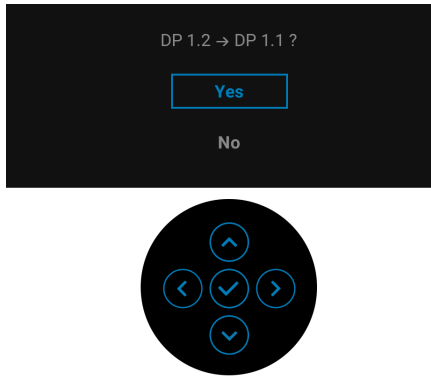 DP 1.2 → DP 1.1 ?
Yes
No